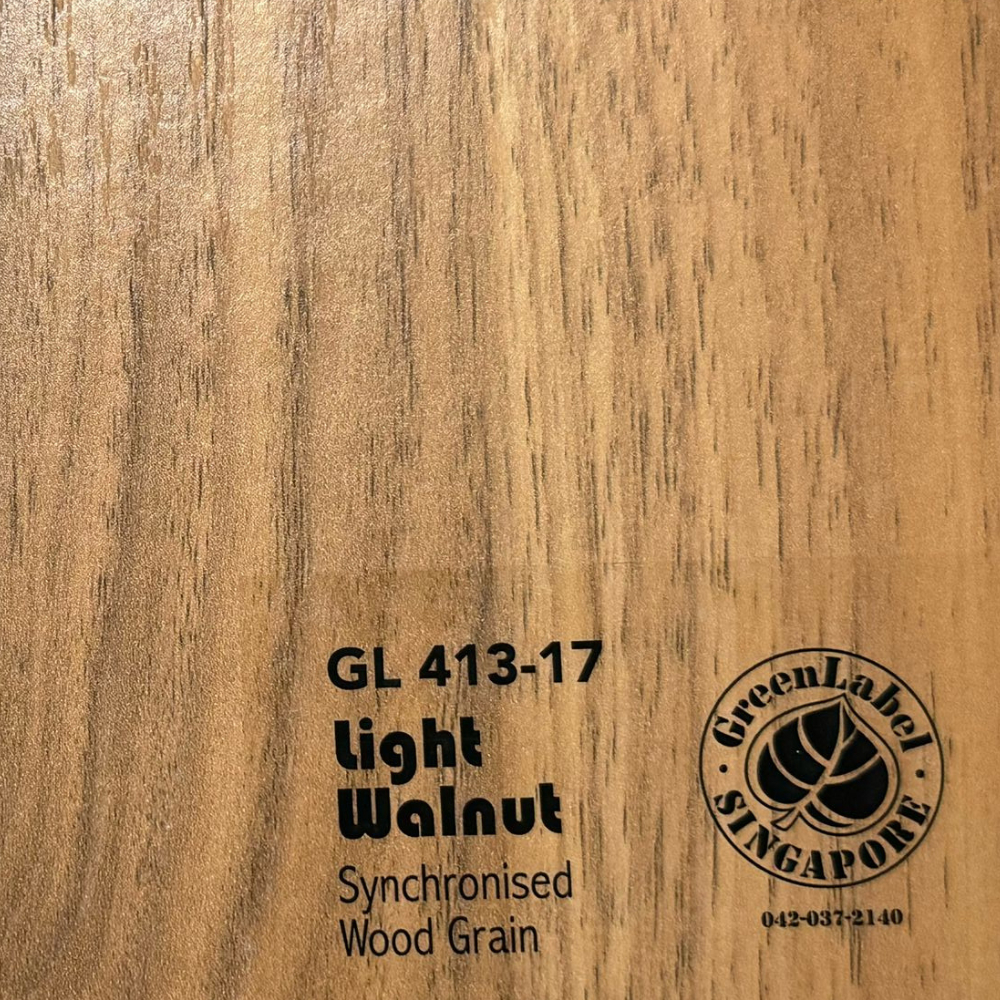 GL 413-17
Light
Walnut
Synchronised
Wood Grain
GreenLabel
SINGAPORE
042-037-2140